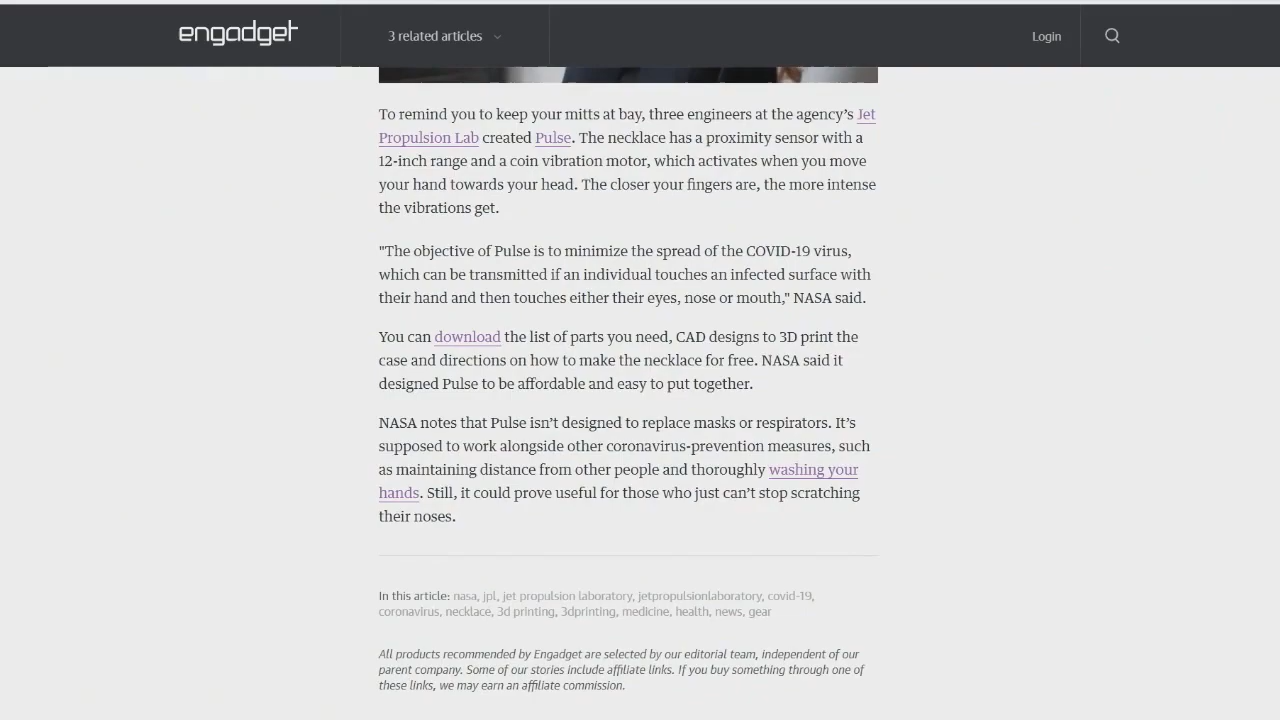 engadget
3 related articles
Login
To remind you to keep your mitts at bay, three engineers at the agency’s Jet
Propulsion Lab created Pulse. The necklace has a proximity sensor with a
12-inch range and a coin vibration motor, which activates when you move
your hand towards your head. The closer your fingers are, the more intense
the vibrations get.
"The objective of Pulse is to minimize the spread of the COVID-19 virus,
which can be transmitted if an individual touches an infected surface with
their hand and then touches either their eyes, nose or mouth," NASA said.
You can download the list of parts you need, CAD designs to 3D print the
case and directions on how to make the necklace for free. NASA said it
designed Pulse to be affordable and easy to put together.
NASA notes that Pulse isn’t designed to replace masks or respirators. It’s
supposed to work alongside other coronavirus-prevention measures, such
as maintaining distance from other people and thoroughly washing your
hands. Still, it could prove useful for those who just can’t stop scratching
their noses.
In this article: nasa, jpl, jet propulsion laboratory, jetpropulsionlaboratory, covid-19,
coronavirus, necklace, 3d printing, 3dprinting, medicine, health, news, gear
All products recommended by Engadget are selected by our editorial team, independent of our
parent company. Some of our stories include affiliate links. If you buy something through one of
these links, we may earn an affiliate commission.